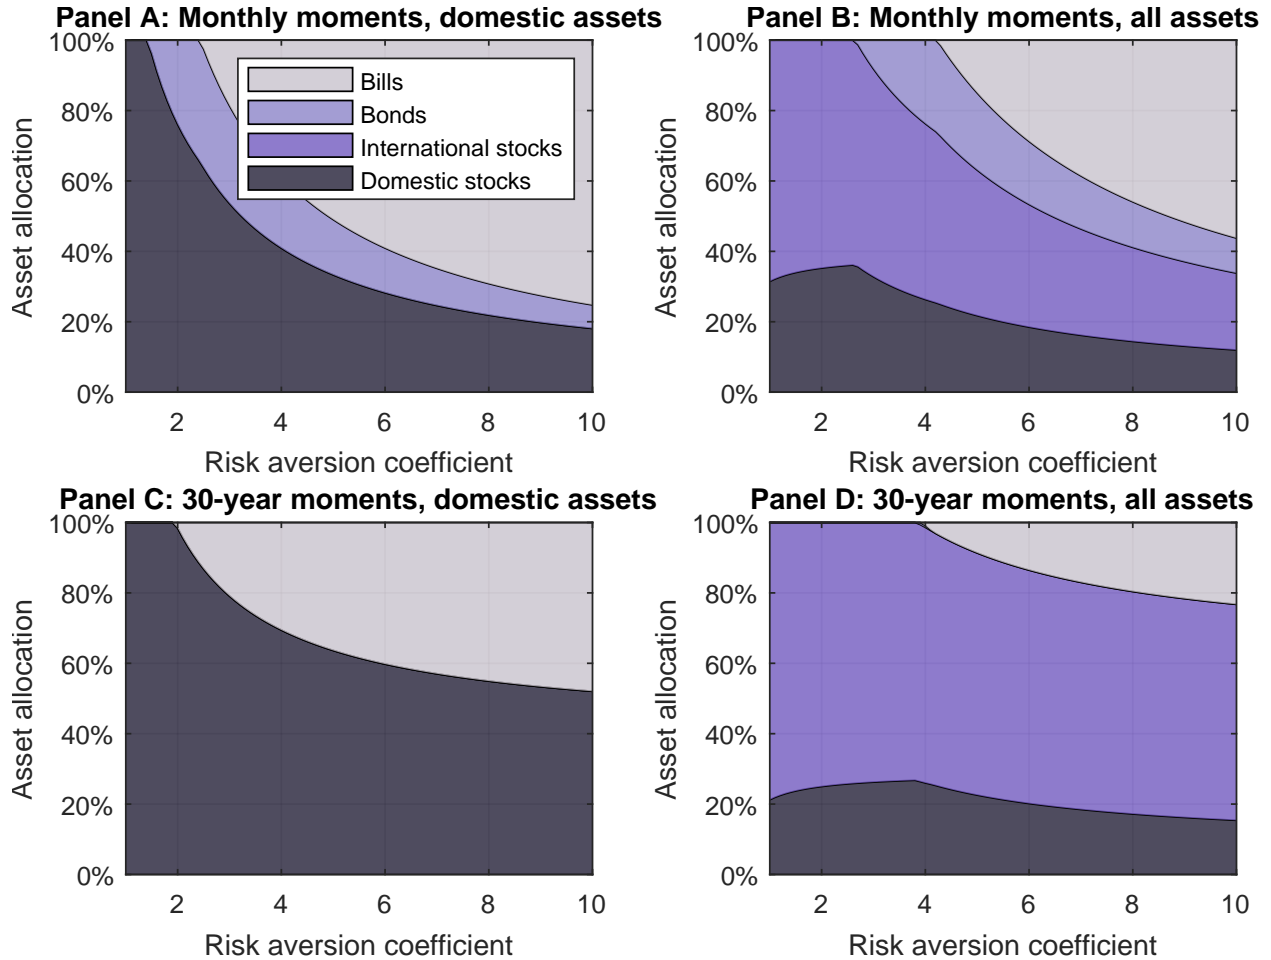 Panel A: Monthly moments, domestic assets
100%
80%
60%
40%
20%
0%
Asset allocation
Bills
Bonds
International stocks
Domestic stocks
2
4
6
8
10
Risk aversion coefficient
Panel B: Monthly moments, all assets
100%
80%
60%
40%
20%
0%
Asset allocation
2
4
6
8
10
Risk aversion coefficient
Panel C: 30-year moments, domestic assets
100%
80%
60%
40%
20%
0%
Asset allocation
2
4
6
8
10
Risk aversion coefficient
Panel D: 30-year moments, all assets
100%
80%
60%
40%
20%
0%
Asset allocation
2
4
6
8
10
Risk aversion coefficient